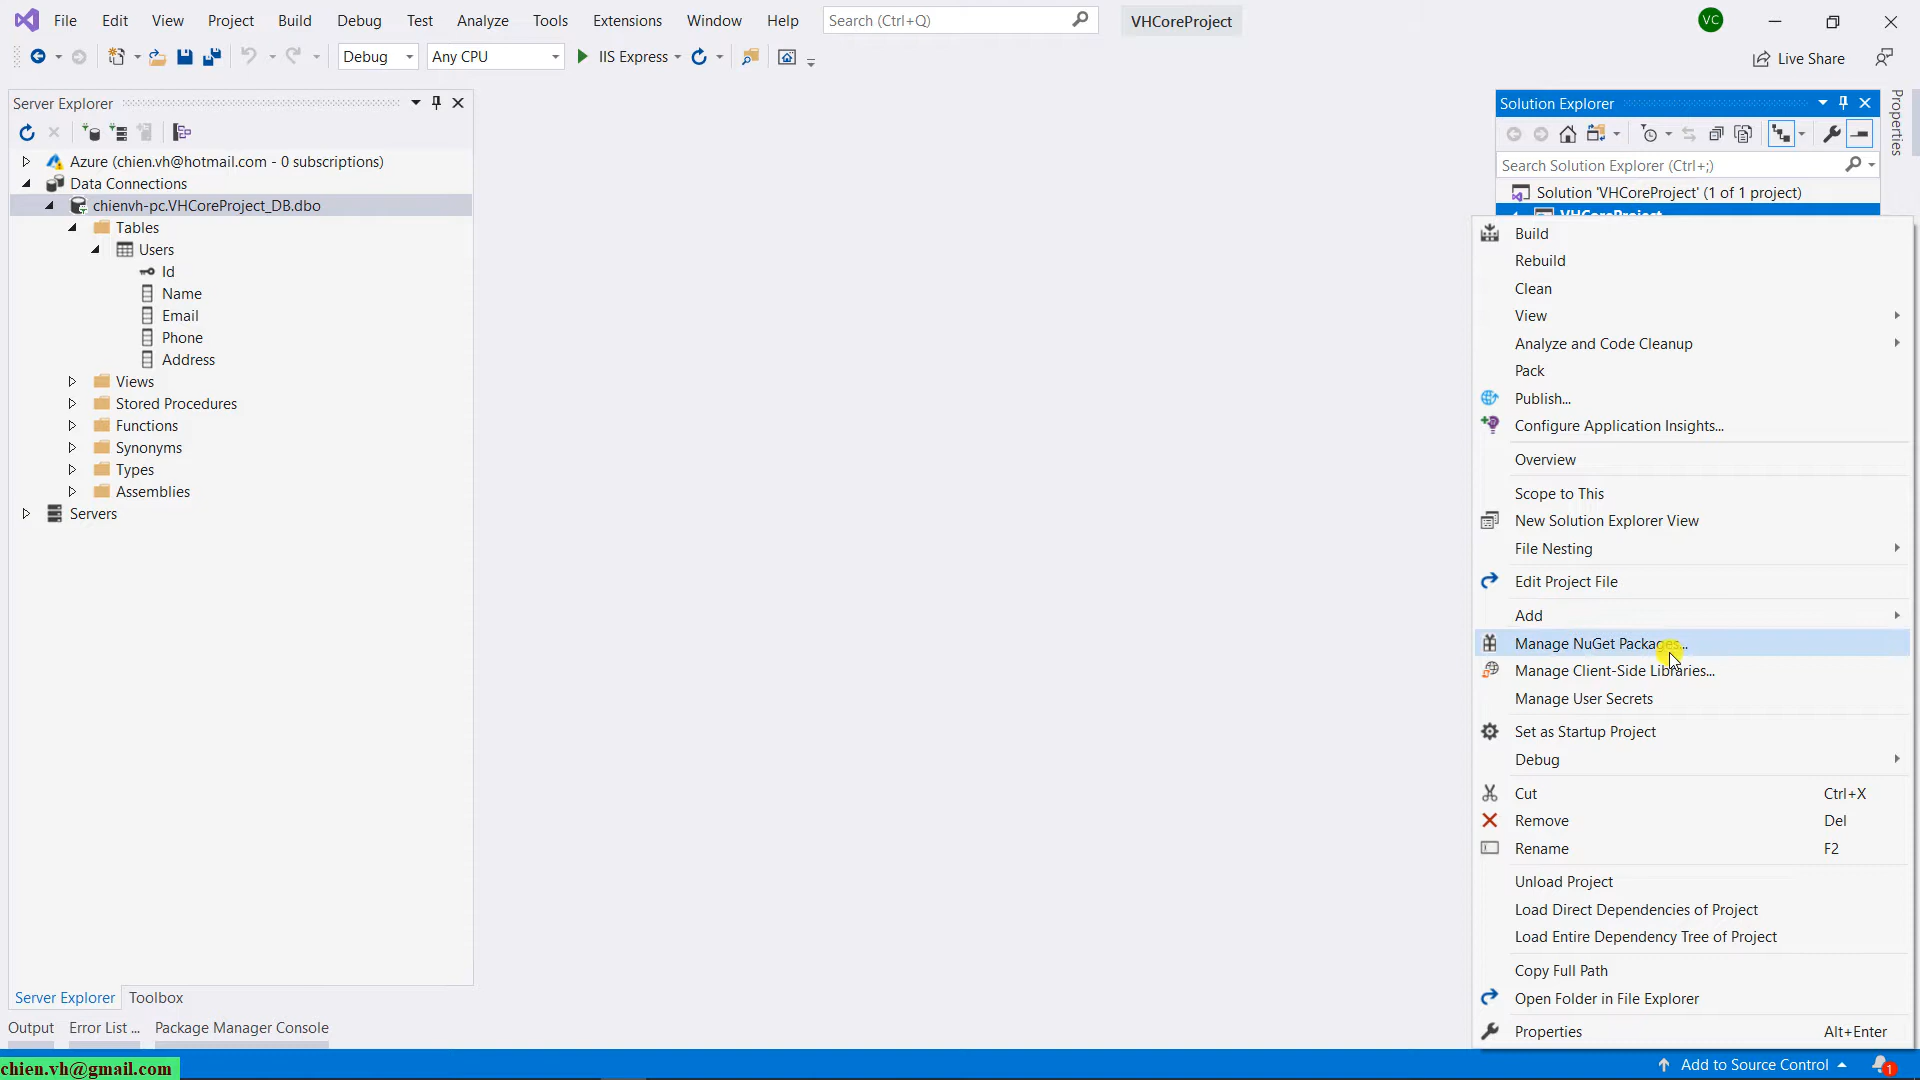 File Edit View Project Build Debug Test Analyze Tools Extensions Window Help Search (Ctrl+Q) VHCoreProject VC
Debug Any CPU IIS Express Live Share
Server Explorer
Azure (chien.vh@hotmail.com - 0 subscriptions)
Data Connections
chienvh-pc.VHCoreProject_DB.dbo
Tables
Users
Id
Name
Email
Phone
Address
Views
Stored Procedures
Functions
Synonyms
Types
Assemblies
Servers
Server Explorer Toolbox
Output Error List ... Package Manager Console
chien.vh@gmail.com
Solution Explorer
Properties
Search Solution Explorer (Ctrl+;)
Solution 'VHCoreProject' (1 of 1 project)
VHCoreProject
Build
Rebuild
Clean
View
Analyze and Code Cleanup
Pack
Publish...
Configure Application Insights...
Overview
Scope to This
New Solution Explorer View
File Nesting
Edit Project File
Add
Manage NuGet Packages...
Manage Client-Side Libraries...
Manage User Secrets
Set as Startup Project
Debug
Cut Ctrl+X
Remove Del
Rename F2
Unload Project
Load Direct Dependencies of Project
Load Entire Dependency Tree of Project
Copy Full Path
Open Folder in File Explorer
Properties Alt+Enter
Add to Source Control 1